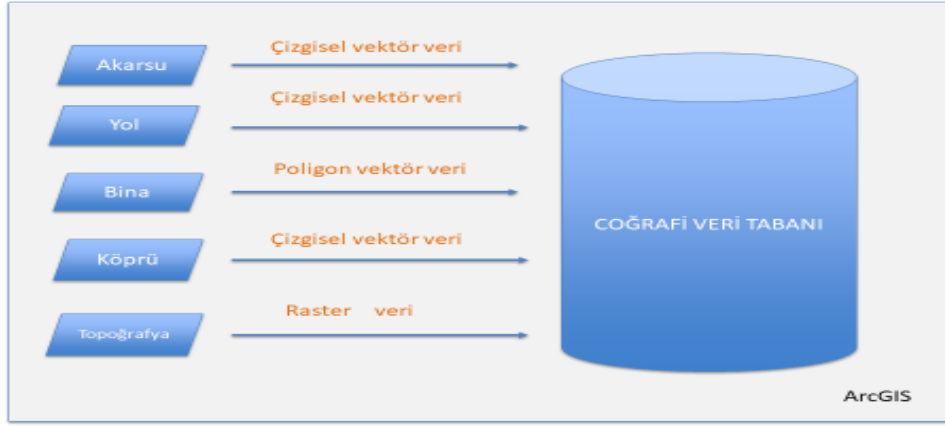 Akarsu
Çizgisel vektör veri
Yol
Çizgisel vektör veri
Bina
Poligon vektör veri
Köprü
Çizgisel vektör veri
Topoğrafya
Raster veri
COĞRAFİ VERİ TABANI
ArcGIS